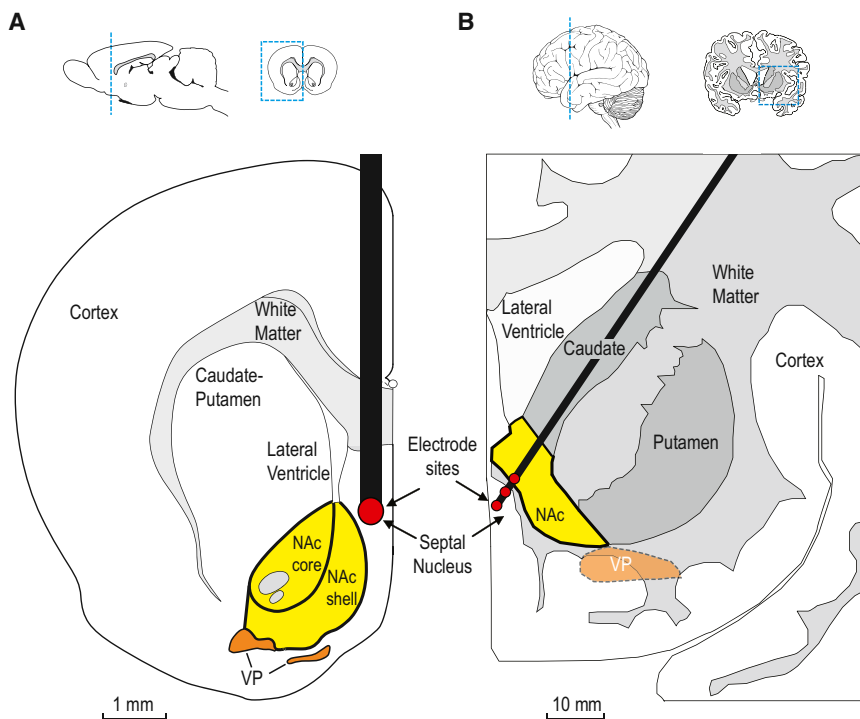 A
B
Cortex
White
Matter
Caudate-
Putamen
Lateral
Ventricle
NAc
core
NAc
shell
VP
1 mm
Electrode
sites
Septal
Nucleus
Lateral
Ventricle
White
Matter
Caudate
Cortex
Putamen
NAc
VP
10 mm